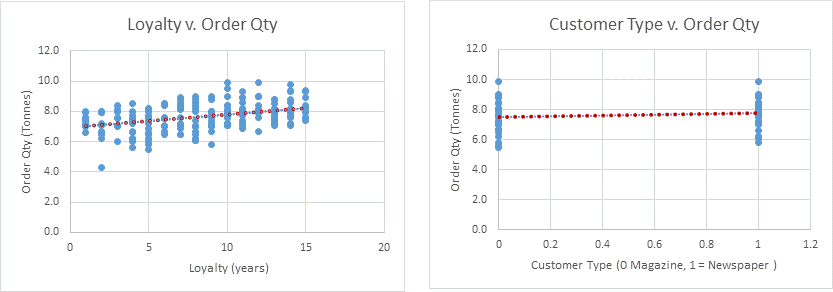 Loyalty v. Order Qty
12.0
10.0
8.0
6.0
4.0
2.0
0.0
0 5 10 15 20
Order Qty (Tonnes)
Loyalty (years)
Customer Type v. Order Qty
12.0
10.0
8.0
6.0
4.0
2.0
0.0
0 0.2 0.4 0.6 0.8 1 1.2
Order Qty (Tonnes)
Customer Type (0 Magazine, 1 = Newspaper )